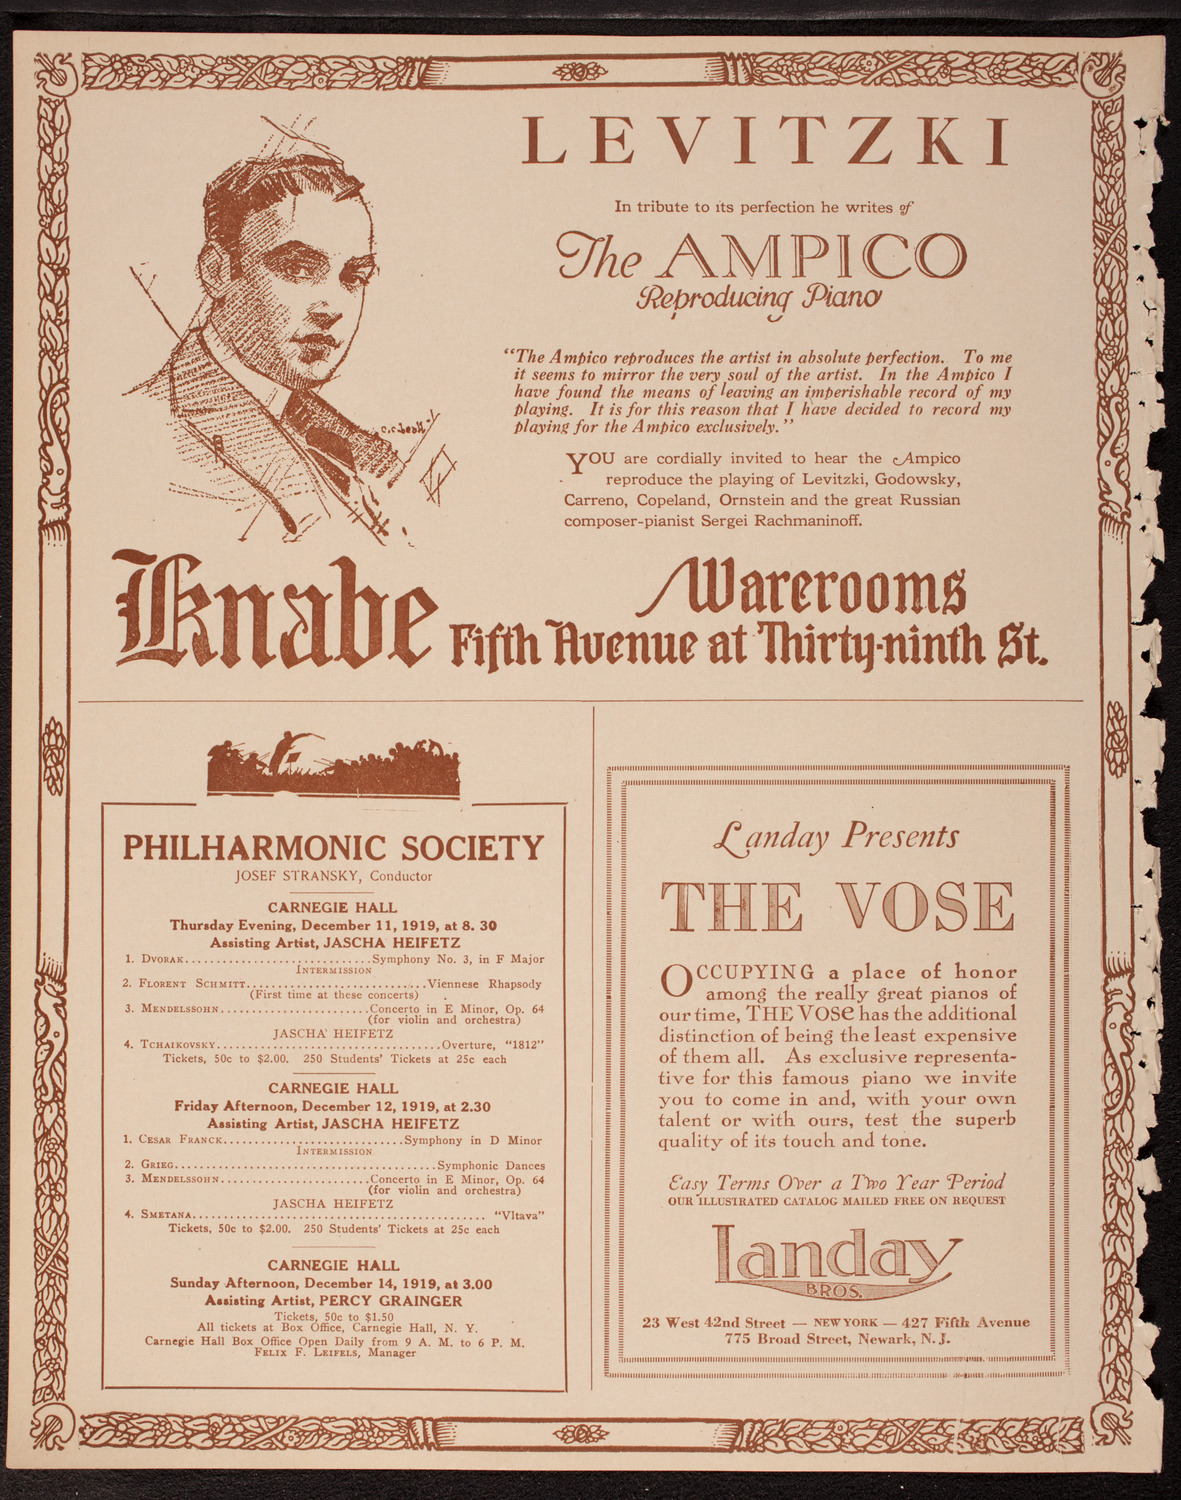 LEVITZKI
In tribute to its perfection he writes of
The AMPICO
Reproducing Piano
"The Ampico reproduces the artist in absolute perfection. To me
it seems to mirror the very soul of the artist. In the Ampico I
have found the means of leaving an imperishable record of my
playing. It is for this reason that I have decided to record my
playing for the Ampico exclusively."
YOU are cordially invited to hear the Ampico
reproduce the playing of Levitzki, Godowsky,
Carreno, Copeland, Ornstein and the great Russian
composer-pianist Sergei Rachmaninoff.
Knabe Warerooms
Fifth Avenue at Thirty-ninth St.
PHILHARMONIC SOCIETY
JOSEF STRANSKY, Conductor
CARNEGIE HALL
Thursday Evening, December 11, 1919, at 8.30
Assisting Artist, JASCHA HEIFETZ
1. DVORAK..............................Symphony No. 3, in F Major
INTERMISSION
2. FLORENT SCHMITT..............................Viennese Rhapsody
(First time at these concerts)
3. MENDELSSOHN........................Concerto in E Minor, Op. 64
(for violin and orchestra)
JASCHA HEIFETZ
4. TCHAIKOVSKY....................................Overture, "1812"
Tickets, 50c to $2.00. 250 Students' Tickets at 25c each
CARNEGIE HALL
Friday Afternoon, December 12, 1919, at 2.30
Assisting Artist, JASCHA HEIFETZ
1. CESAR FRANCK.............................Symphony in D Minor
INTERMISSION
2. GRIEG..........................................Symphonic Dances
3. MENDELSSOHN........................Concerto in E Minor, Op. 64
(for violin and orchestra)
JASCHA HEIFETZ
4. SMETANA............................................... "Vltava"
Tickets, 50c to $2.00. 250 Students' Tickets at 25c each
CARNEGIE HALL
Sunday Afternoon, December 14, 1919, at 3.00
Assisting Artist, PERCY GRAINGER
Tickets, 50c to $1.50
All tickets at Box Office, Carnegie Hall, N. Y.
Carnegie Hall Box Office Open Daily from 9 A. M. to 6 P. M.
FELIX F. LEIFELS, Manager
Landay Presents
THE VOSE
OCCUPYING a place of honor
among the really great pianos of
our time, THE VOSE has the additional
distinction of being the least expensive
of them all. As exclusive representa-
tive for this famous piano we invite
you to come in and, with your own
talent or with ours, test the superb
quality of its touch and tone.
Easy Terms Over a Two Year Period
OUR ILLUSTRATED CATALOG MAILED FREE ON REQUEST
Landay
BROS.
23 West 42nd Street — NEW YORK — 427 Fifth Avenue
775 Broad Street, Newark, N. J.